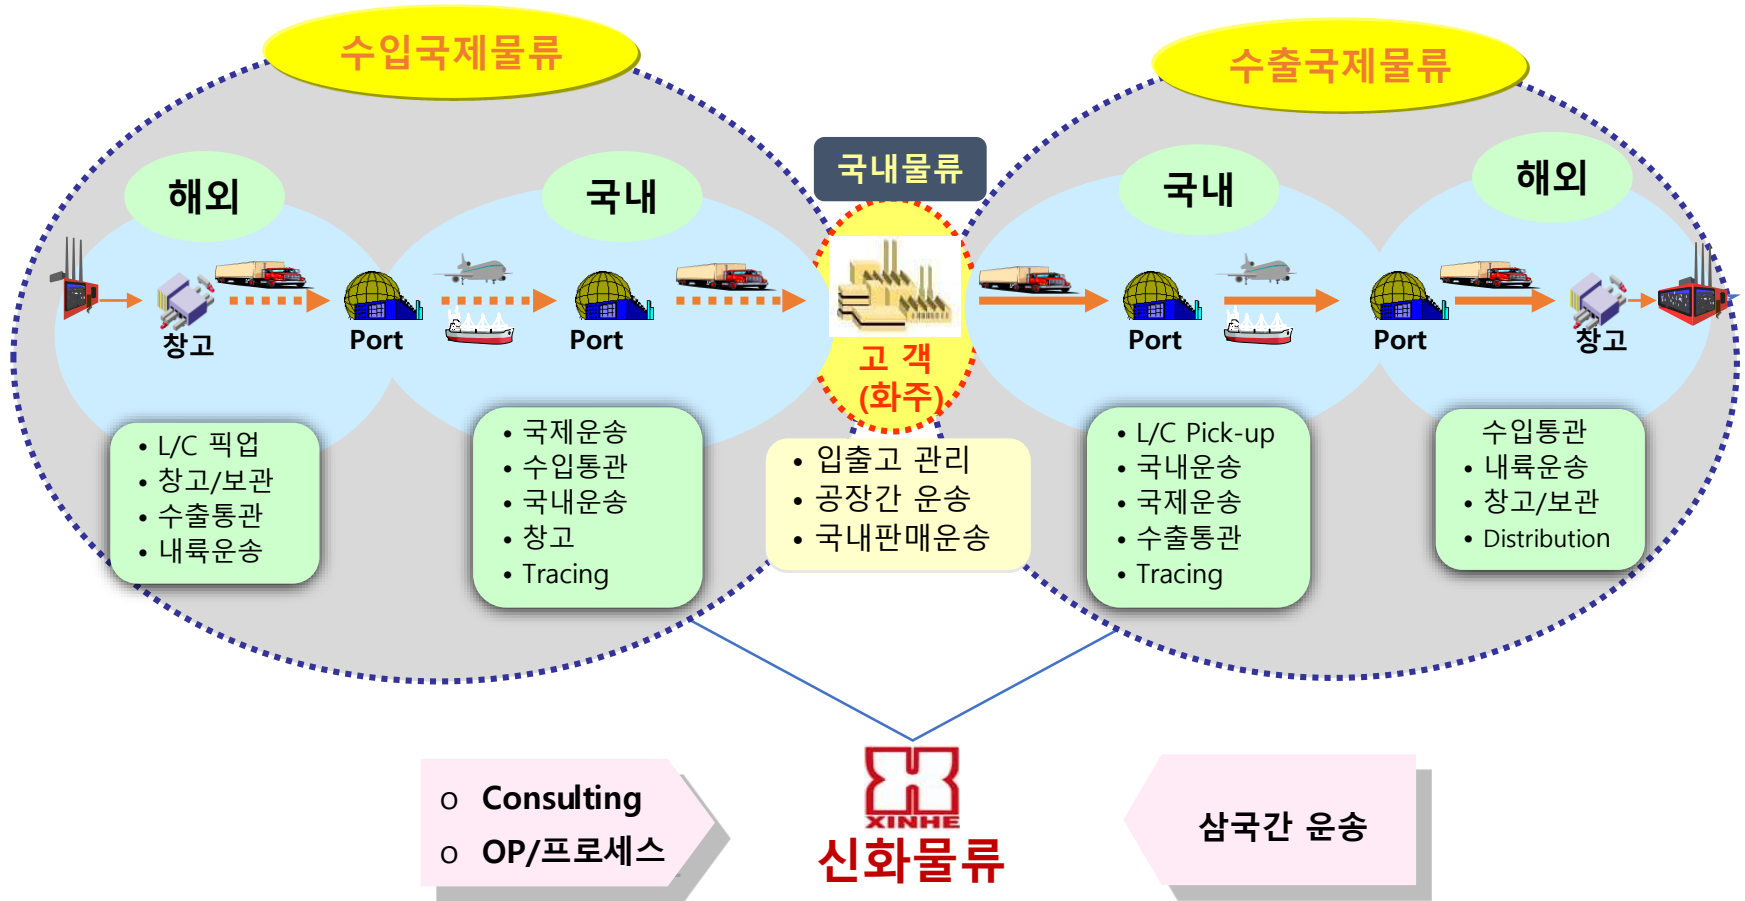 수입국제물류
수출국제물류
국내물류
해외
국내
국내
해외
창고
Port
Port
고 객
(화주)
Port
Port
창고
• L/C 픽업
• 창고/보관
• 수출통관
• 내륙운송
• 국제운송
• 수입통관
• 국내운송
• 창고
• Tracing
• 입출고 관리
• 공장간 운송
• 국내판매운송
• L/C Pick-up
• 국내운송
• 국제운송
• 수출통관
• Tracing
수입통관
• 내륙운송
• 창고/보관
• Distribution
o Consulting
o OP/프로세스
XINHE
신화물류
삼국간 운송